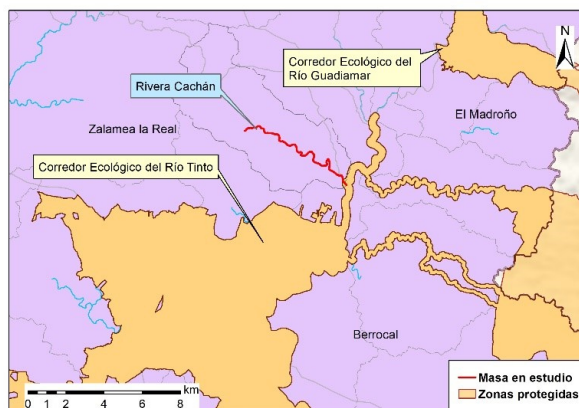 Corredor Ecológico del
Río Guadiamar
N
Rivera Cachán
El Madroño
Zalamea la Real
Corredor Ecológico del Río Tinto
Berrocal
km
0 1 2 4 6 8
Masa en estudio
Zonas protegidas